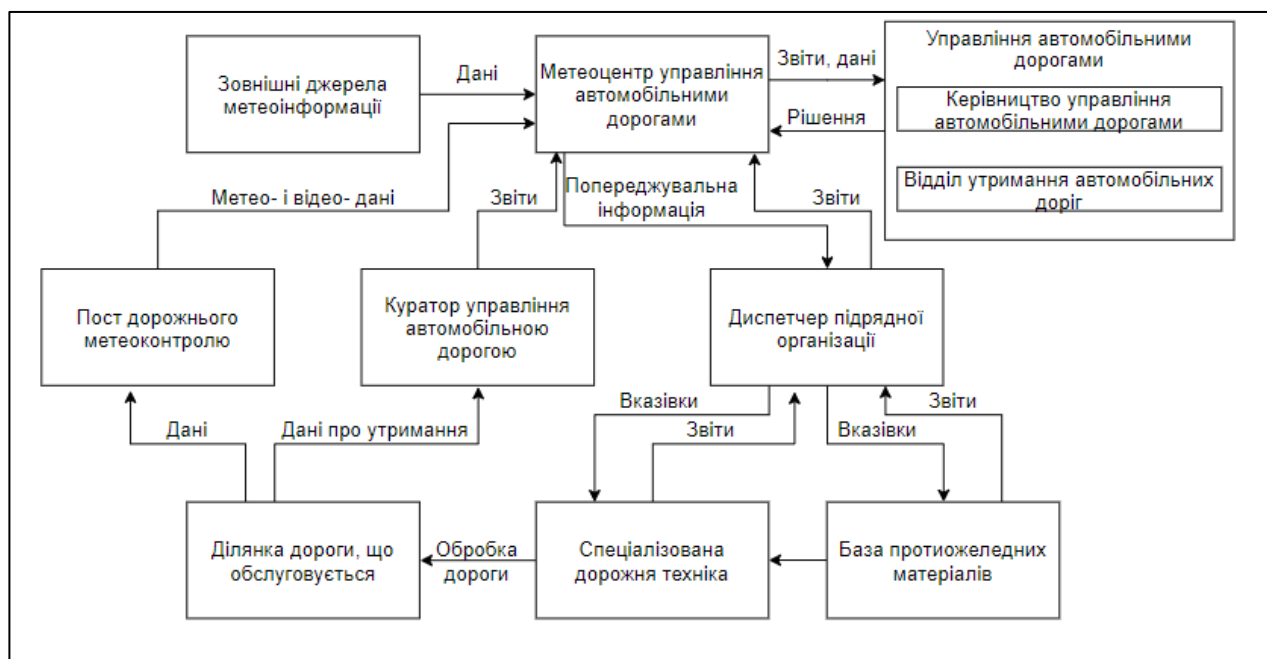 Зовнішні джерела
метеоінформації
Дані
Метеоцентр управління
автомобільними
дорогами
Звіти, дані
Рішення
Управління автомобільними
дорогами
Керівництво управління
автомобільними дорогами
Відділ утримання автомобільних
доріг
Метео- і відео- дані
Звіти
Попереджувальна
інформація
Звіти
Пост дорожнього
метеоконтролю
Куратор управління
автомобільною
дорогою
Диспетчер підрядної
організації
Дані
Дані про утримання
Вказівки
Звіти
Вказівки
Звіти
Ділянка дороги, що
обслуговується
Обробка
дороги
Спеціалізована
дорожня техніка
База протиожеледних
матеріалів